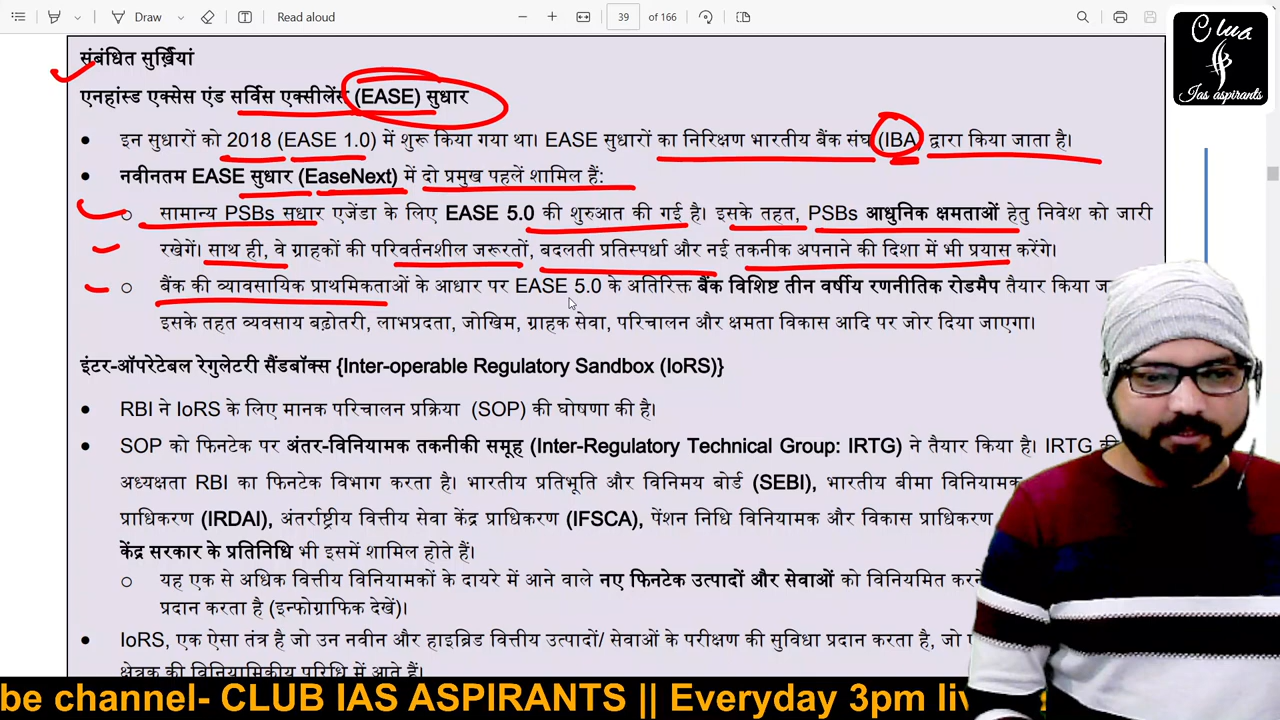 Draw
Read aloud
39 of 166
Clua
Ias aspirants
संबंधित सुर्ख़ियां
एनहांस्ड एक्सेस एंड सर्विस एक्सीलेंस (EASE) सुधार
इन सुधारों को 2018 (EASE 1.0) में शुरू किया गया था। EASE सुधारों का निरिक्षण भारतीय बैंक संघ (IBA) द्वारा किया जाता है।
नवीनतम EASE सुधार (EaseNext) में दो प्रमुख पहलें शामिल हैं:
सामान्य PSBs सुधार एजेंडा के लिए EASE 5.0 की शुरुआत की गई है। इसके तहत, PSBs आधुनिक क्षमताओं हेतु निवेश को जारी
रखेगें। साथ ही, वे ग्राहकों की परिवर्तनशील जरूरतों, बदलती प्रतिस्पर्धा और नई तकनीक अपनाने की दिशा में भी प्रयास करेंगे।
बैंक की व्यावसायिक प्राथमिकताओं के आधार पर EASE 5.0 के अतिरिक्त बैंक विशिष्ट तीन वर्षीय रणनीतिक रोडमैप तैयार किया
इसके तहत व्यवसाय बढ़ोतरी, लाभप्रदता, जोखिम, ग्राहक सेवा, परिचालन और क्षमता विकास आदि पर जोर दिया जाएगा।
इंटर-ऑपरेटेबल रेगुलेटरी सैंडबॉक्स {Inter-operable Regulatory Sandbox (IoRS)}
RBI ने IoRS के लिए मानक परिचालन प्रक्रिया (SOP) की घोषणा की है।
SOP को फिनटेक पर अंतर-विनियामक तकनीकी समूह (Inter-Regulatory Technical Group: IRTG) ने तैयार किया है। IRTG की
अध्यक्षता RBI का फिनटेक विभाग करता है। भारतीय प्रतिभूति और विनिमय बोर्ड (SEBI), भारतीय बीमा विनियामक
प्राधिकरण (IRDAI), अंतर्राष्ट्रीय वित्तीय सेवा केंद्र प्राधिकरण (IFSCA), पेंशन निधि विनियामक और विकास प्राधिकरण
केंद्र सरकार के प्रतिनिधि भी इसमें शामिल होते हैं।
यह एक से अधिक वित्तीय विनियामकों के दायरे में आने वाले नए फिनटेक उत्पादों और सेवाओं को विनियमित
प्रदान करता है (इन्फोग्राफिक देखें)।
IoRS, एक ऐसा तंत्र है जो उन नवीन और हाइब्रिड वित्तीय उत्पादों/ सेवाओं के परीक्षण की सुविधा प्रदान करता है, जो
क्षेत्रक की विनियामिकीय परिधि में आते हैं।
be channel- CLUB IAS ASPIRANTS || Everyday 3pm liv